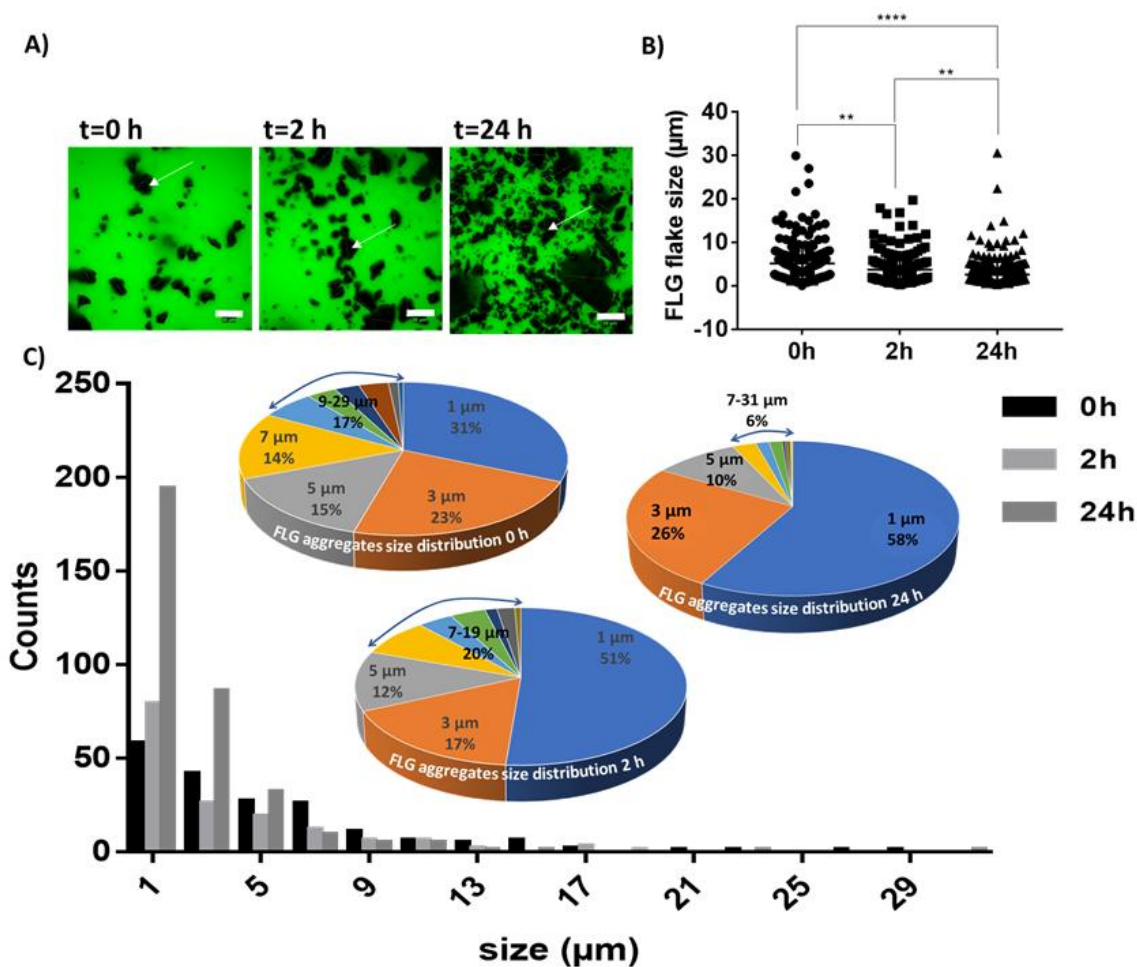 A)
t=0 h
t=2 h
t=24 h
B)
****
**
**
FLG flake size (µm)
40
30
20
10
0
-10
0h
2h
24h
C)
Counts
250
200
150
100
50
0
1
5
9
13
17
21
25
29
size (µm)
9-29 µm
17%
1 µm
31%
7 µm
14%
5 µm
15%
3 µm
23%
FLG aggregates size distribution 0 h
7-31 µm
6%
5 µm
10%
3 µm
26%
1 µm
58%
FLG aggregates size distribution 24 h
7-19 µm
20%
1 µm
51%
5 µm
12%
3 µm
17%
FLG aggregates size distribution 2 h
0h
2h
24h